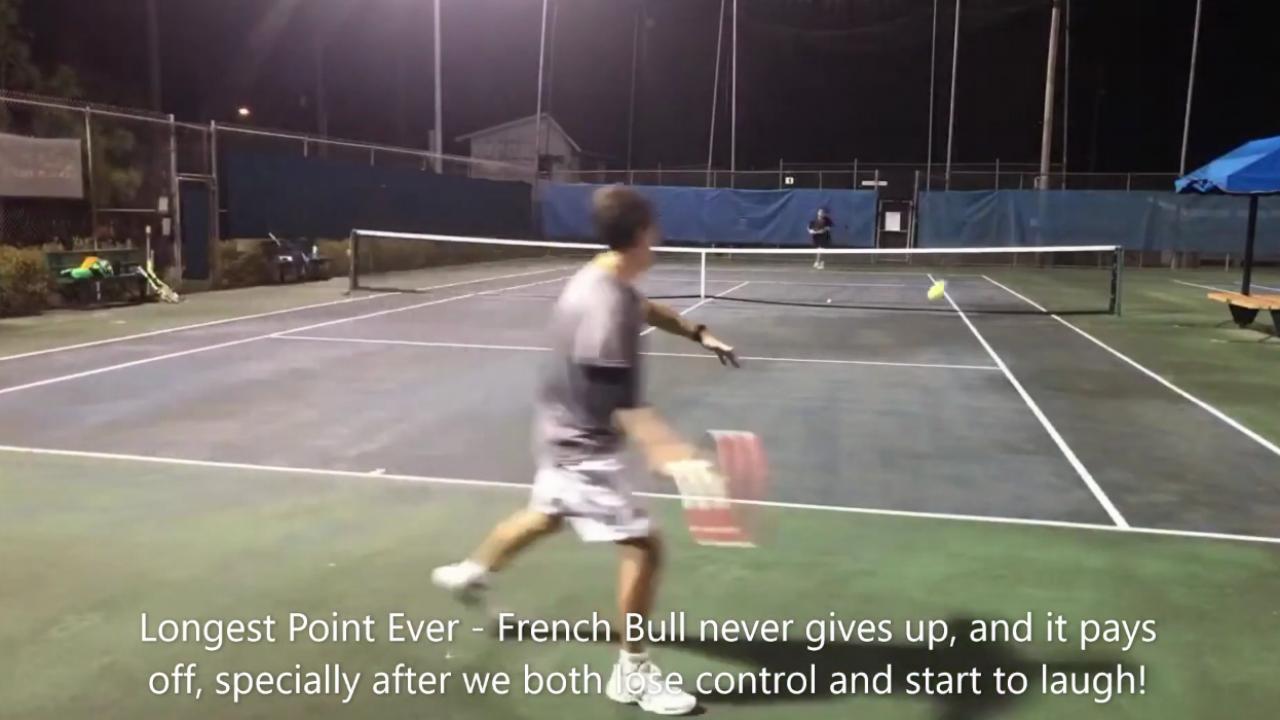 Longest Point Ever - French Bull never gives up, and it pays
off, specially after we both lose control and start to laugh!